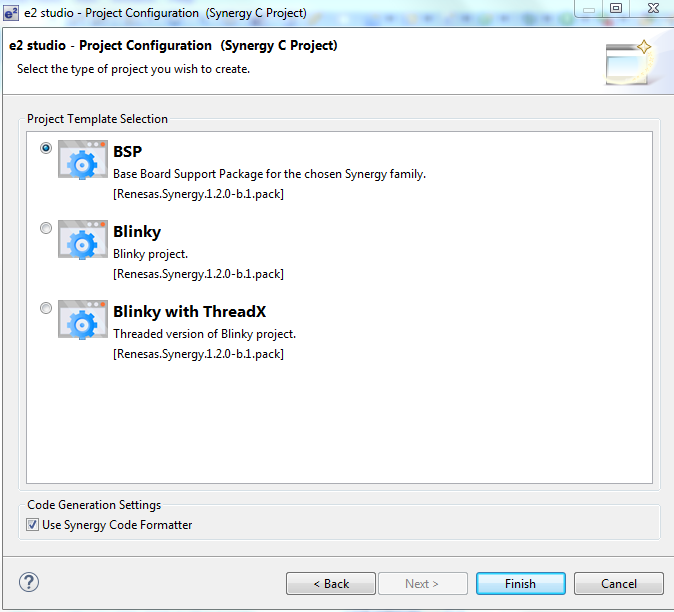 e² e2 studio - Project Configuration (Synergy C Project)
e2 studio - Project Configuration (Synergy C Project)
Select the type of project you wish to create.
Project Template Selection
BSP
Base Board Support Package for the chosen Synergy family.
[Renesas.Synergy.1.2.0-b.1.pack]
Blinky
Blinky project.
[Renesas.Synergy.1.2.0-b.1.pack]
Blinky with ThreadX
Threaded version of Blinky project.
[Renesas.Synergy.1.2.0-b.1.pack]
Code Generation Settings
Use Synergy Code Formatter
? < Back Next > Finish Cancel